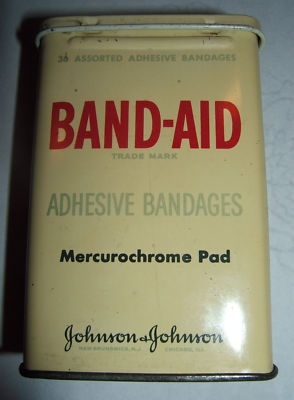 36 ASSORTED ADHESIVE BANDAGES
BAND-AID
TRADE MARK
ADHESIVE BANDAGES
Mercurochrome Pad
Johnson & Johnson
NEW BRUNSWICK, N.J. CHICAGO, ILL.